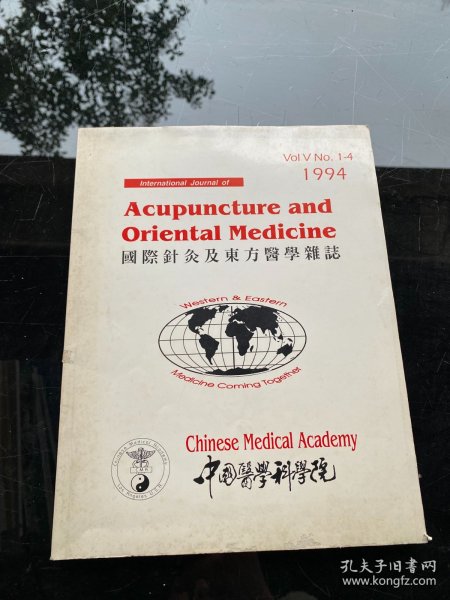 Vol V No. 1-4
1994
International Journal of
Acupuncture and
Oriental Medicine
國際針灸及東方醫學雜誌
Western & Eastern
Medicine Coming Together
Chinese Medical Academy
中國醫學科學院
Los Angeles U.S.A.
孔夫子旧书网
www.kongfz.com